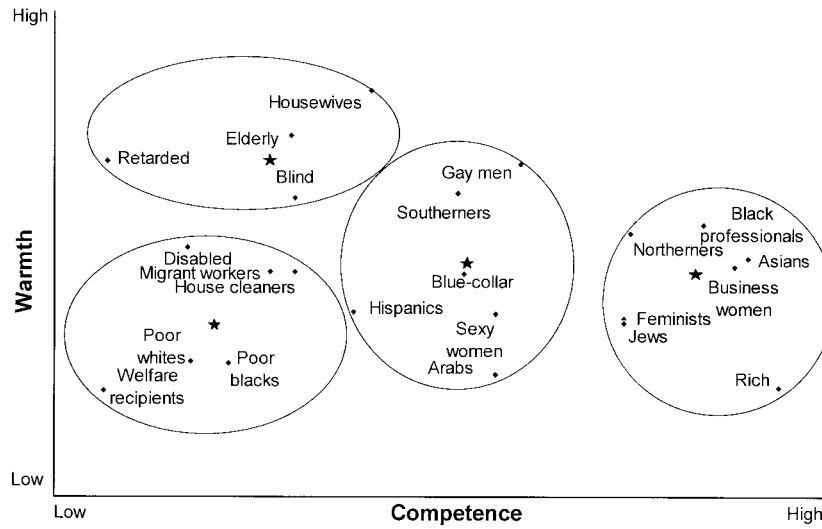 High
Housewives
Elderly
Retarded
Blind
Gay men
Southerners
Black
professionals
Northerners
Asians
Disabled
Migrant workers
House cleaners
Blue-collar
Business
women
Hispanics
Feminists
Jews
Sexy
women
Poor
whites
Poor
blacks
Welfare
recipients
Arabs
Rich
Warmth
Low
Low
Competence
High